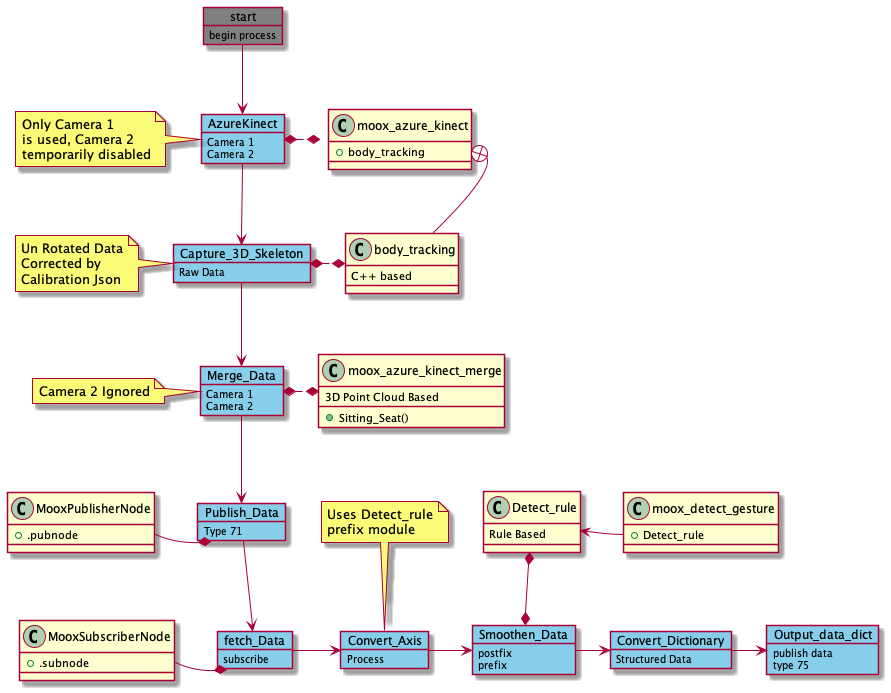 start
begin process
Only Camera 1
is used, Camera 2
temporarily disabled
AzureKinect
Camera 1
Camera 2
C
moox_azure_kinect
body_tracking
Un Rotated Data
Corrected by
Calibration Json
Capture_3D_Skeleton
Raw Data
C
body_tracking
C++ based
Camera 2 Ignored
Merge_Data
Camera 1
Camera 2
C
moox_azure_kinect_merge
3D Point Cloud Based
Sitting_Seat()
C
MooxPublisherNode
.pubnode
Publish_Data
Type 71
Uses Detect_rule
prefix module
C
Detect_rule
Rule Based
C
moox_detect_gesture
Detect_rule
C
MooxSubscriberNode
.subnode
fetch_Data
subscribe
Convert_Axis
Process
Smoothen_Data
postfix
prefix
Convert_Dictionary
Structured Data
Output_data_dict
publish data
type 75